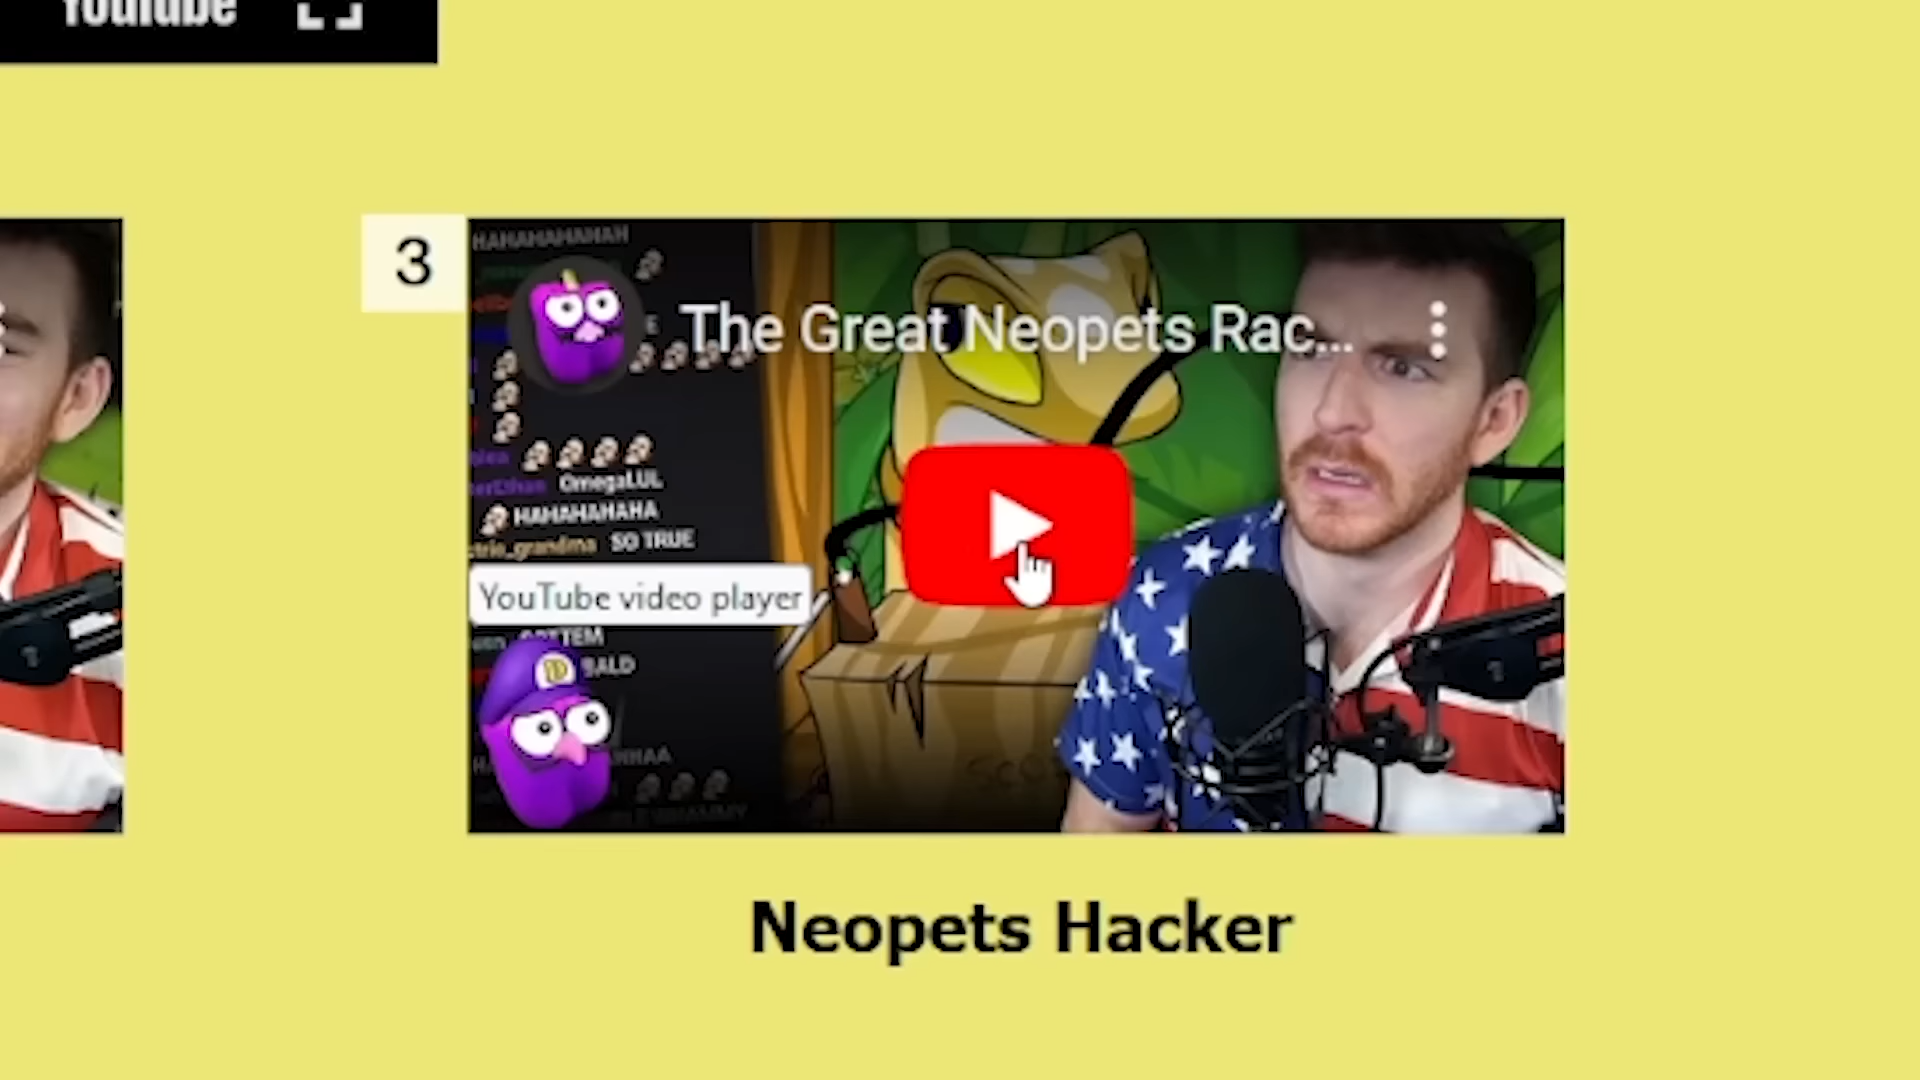 YouTube
3
HAHAHAHAHAH
The Great Neopets Rac...
OmegaLUL
HAHAHAHAHA
SO TRUE
YouTube video player
BALD
D
Neopets Hacker